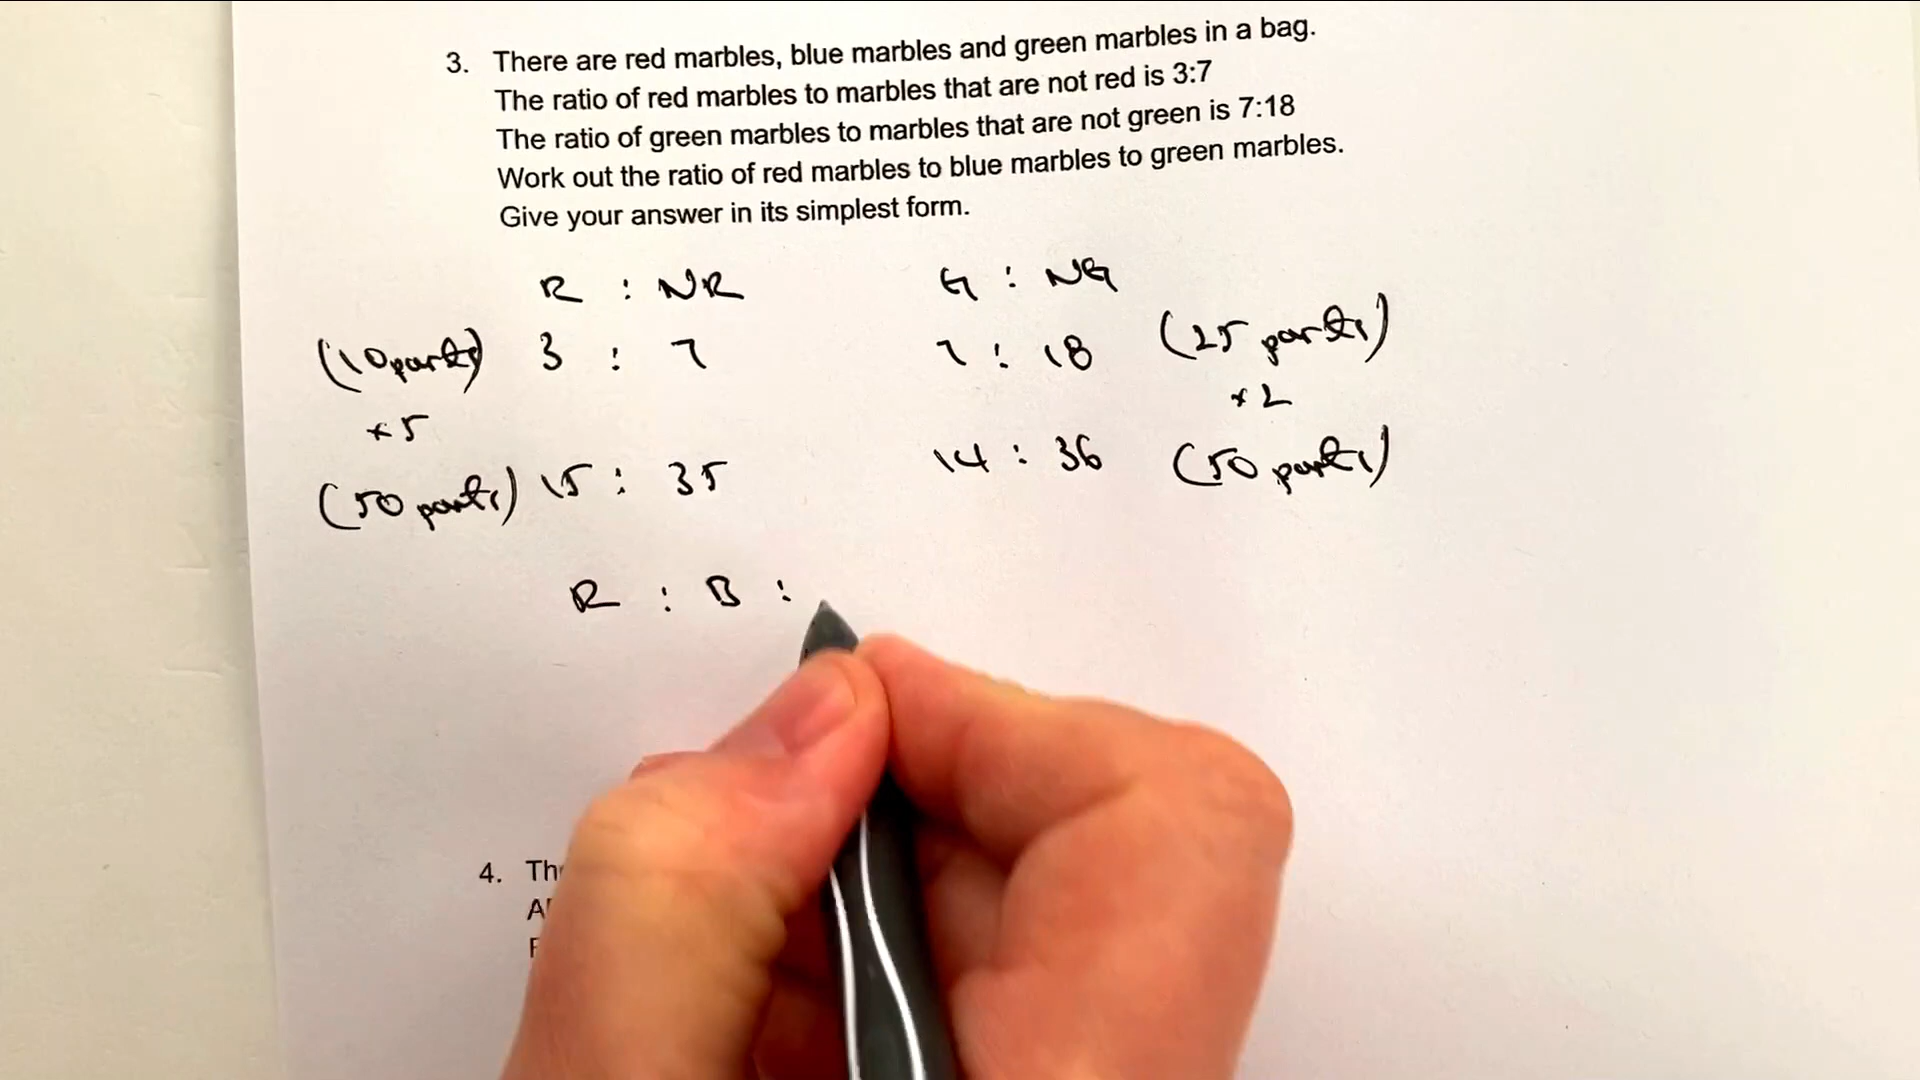 3. There are red marbles, blue marbles and green marbles in a bag.
The ratio of red marbles to marbles that are not red is 3:7
The ratio of green marbles to marbles that are not green is 7:18
Work out the ratio of red marbles to blue marbles to green marbles.
Give your answer in its simplest form.
R : NR G : NG
(10 parts) 3 : 7 7 : 18 (25 parts)
×5 ×2
(50 parts) 15 : 35 14 : 36 (50 parts)
R : B :
4.